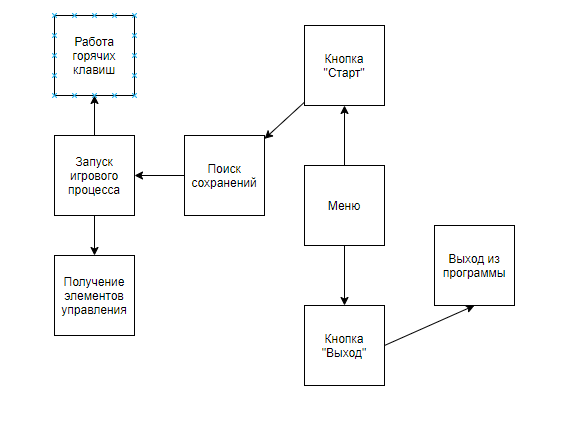 Работа
горячих
клавиш
Кнопка
"Старт"
Запуск
игрового
процесса
Поиск
сохранений
Меню
Выход из
программы
Получение
элементов
управления
Кнопка
"Выход"